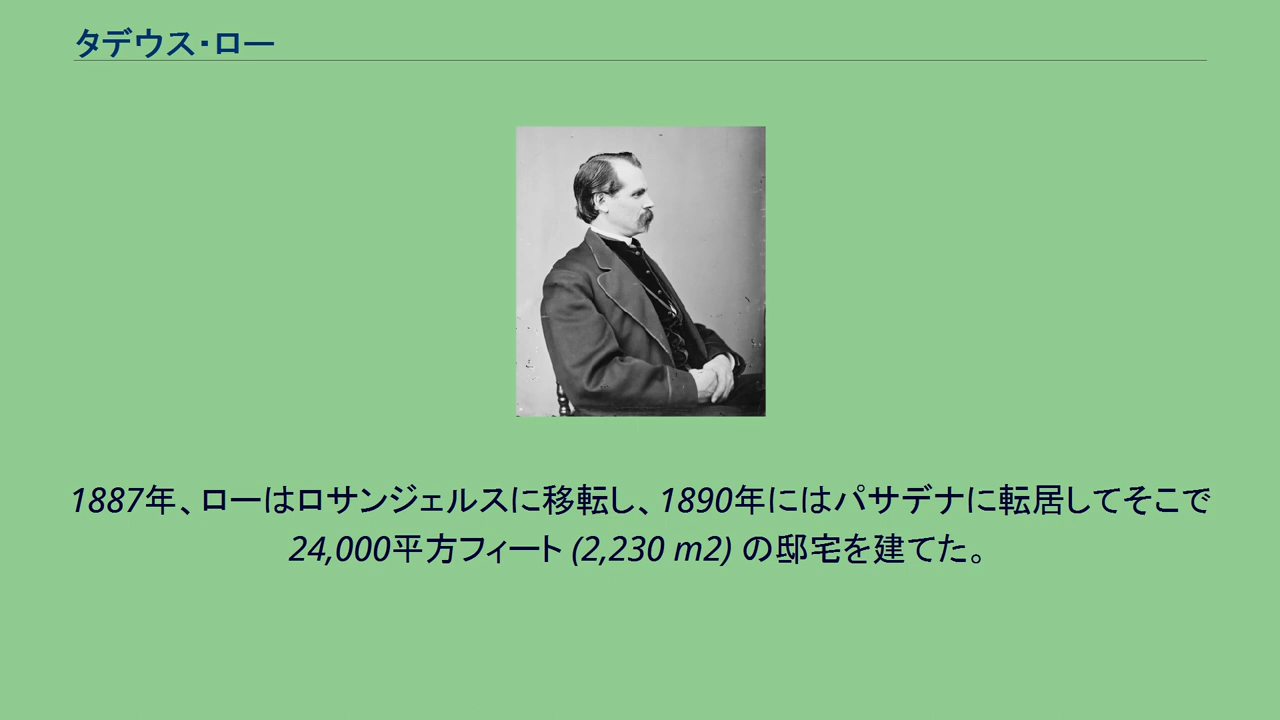 タデウス・ロー
1887年、ローはロサンジェルスに移転し、1890年にはパサデナに転居してそこで
24,000平方フィート (2,230 m2) の邸宅を建てた。